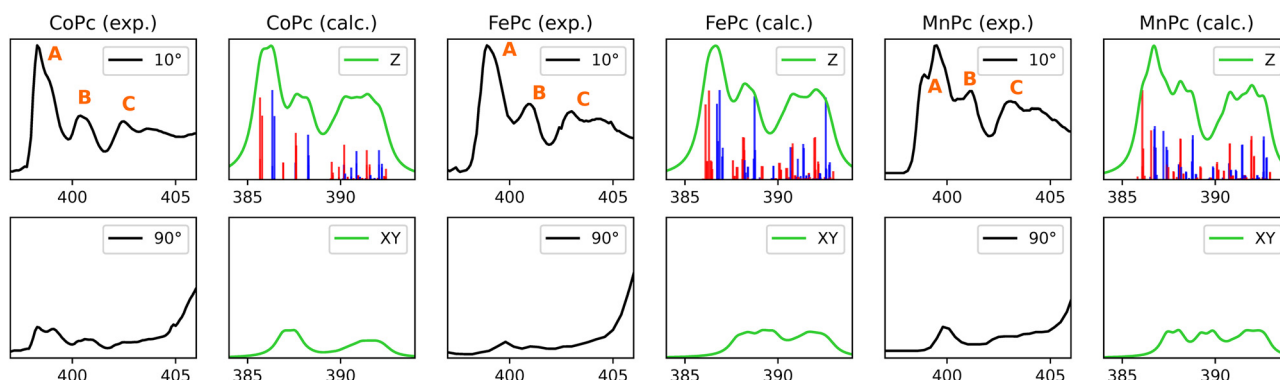 CoPc (exp.) CoPc (calc.) FePc (exp.) FePc (calc.) MnPc (exp.) MnPc (calc.)
A 10° Z A 10° Z 10° Z
B C B C A B C
400 405 385 390 400 405 385 390 400 405 385 390
90° XY 90° XY 90° XY
400 405 385 390 400 405 385 390 400 405 385 390